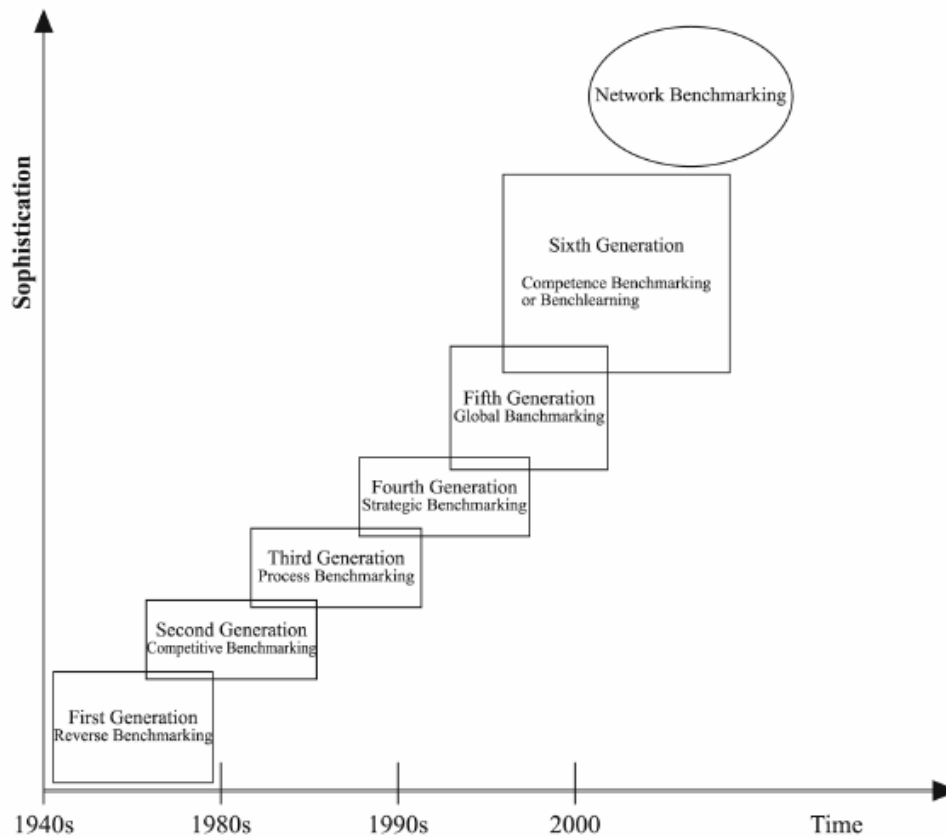 Network Benchmarking
Sophistication
Sixth Generation
Competence Benchmarking
or Benchlearning
Fifth Generation
Global Banchmarking
Fourth Generation
Strategic Benchmarking
Third Generation
Process Benchmarking
Second Generation
Competitive Benchmarking
First Generation
Reverse Benchmarking
1940s 1980s 1990s 2000 Time